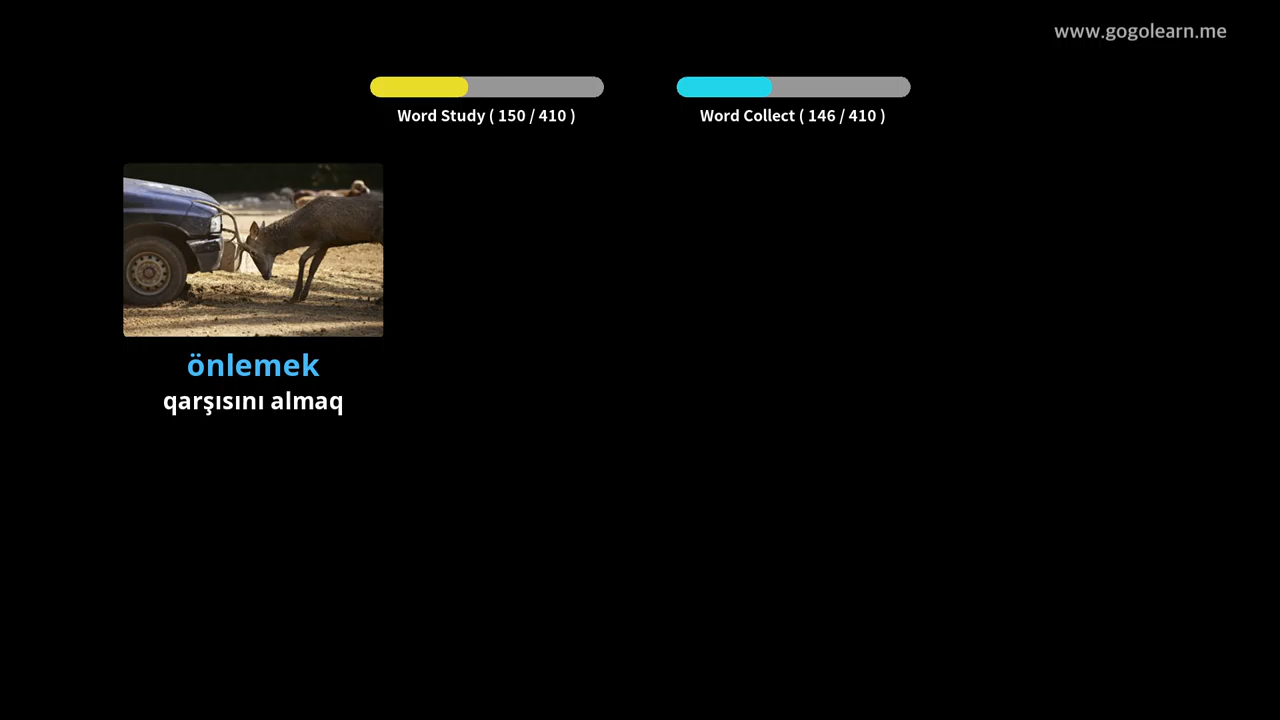 www.gogolearn.me
Word Study ( 150 / 410 )
Word Collect ( 146 / 410 )
önlemek
qarşısını almaq